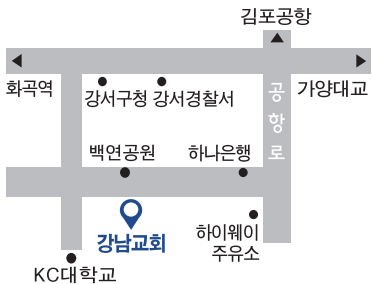 김포공항
화곡역
강서구청
강서경찰서
공항로
가양대교
백연공원
하나은행
강남교회
하이웨이
주유소
KC대학교